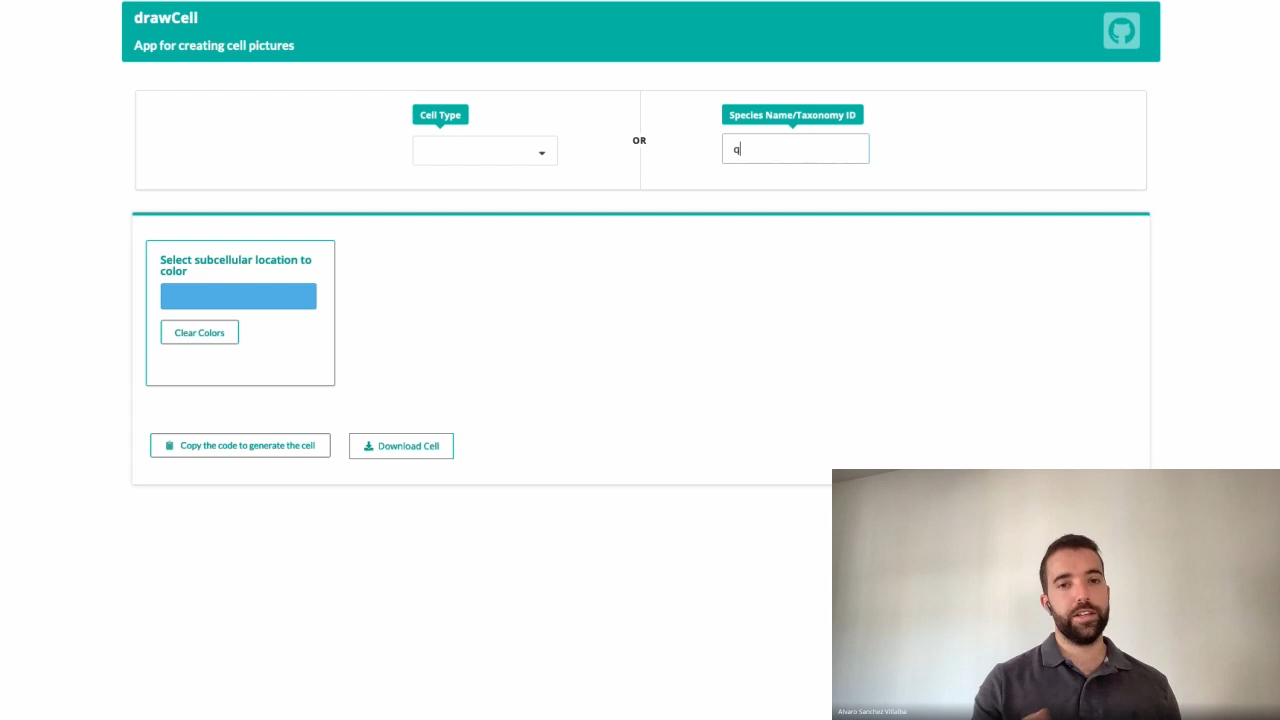 drawCell
App for creating cell pictures
Cell Type
OR
Species Name/Taxonomy ID
q
Select subcellular location to
color
Clear Colors
Copy the code to generate the cell
Download Cell
Alvaro Sanchez Villalba